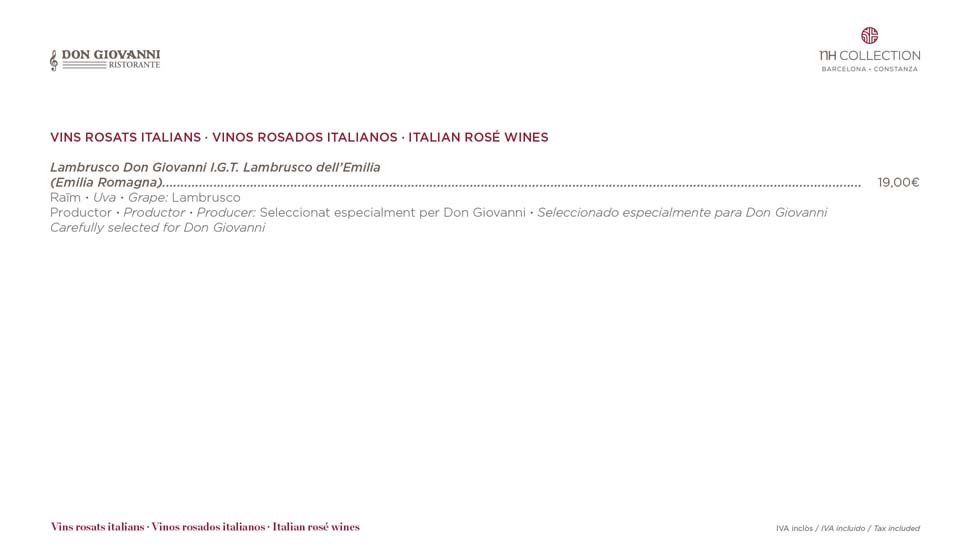 DON GIOVANNI
RISTORANTE
NH COLLECTION
BARCELONA · CONSTANZA
VINS ROSATS ITALIANS · VINOS ROSADOS ITALIANOS · ITALIAN ROSÉ WINES
Lambrusco Don Giovanni I.G.T. Lambrusco dell’Emilia
(Emilia Romagna)................................................................................................................................................................................................ 19,00€
Raïm · Uva · Grape: Lambrusco
Productor · Productor · Producer: Seleccionat especialment per Don Giovanni · Seleccionado especialmente para Don Giovanni
Carefully selected for Don Giovanni
Vins rosats italians · Vinos rosados italianos · Italian rosé wines
IVA inclòs / IVA incluido / Tax included